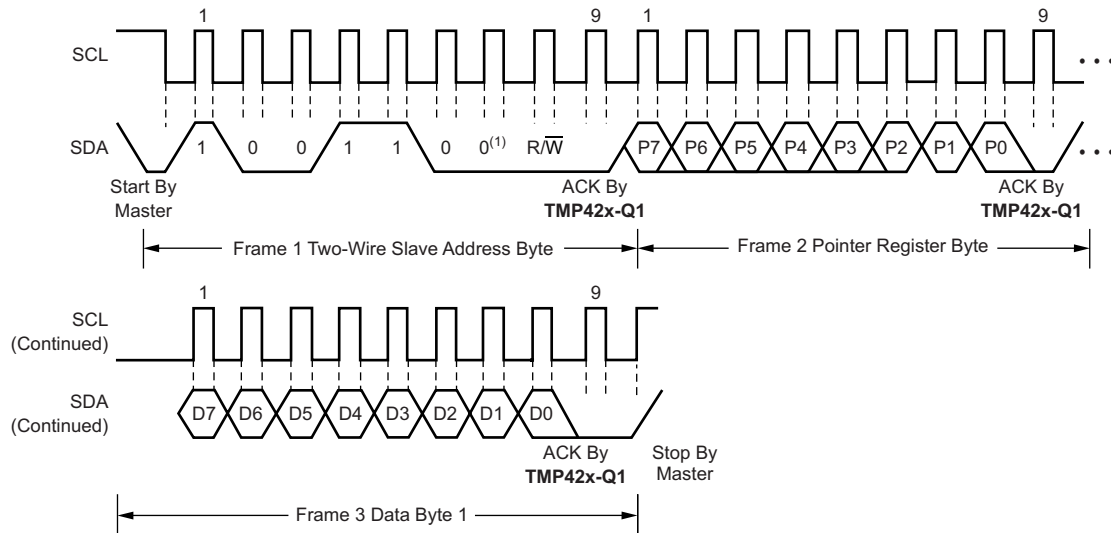 1 9 1 9
SCL
SDA 1 0 0 1 1 0 0(1) R/W̅ P7 P6 P5 P4 P3 P2 P1 P0
Start By
Master
ACK By
TMP42x-Q1
ACK By
TMP42x-Q1
Frame 1 Two-Wire Slave Address Byte
Frame 2 Pointer Register Byte
1 9
SCL
(Continued)
SDA
(Continued)
D7 D6 D5 D4 D3 D2 D1 D0
ACK By
TMP42x-Q1
Stop By
Master
Frame 3 Data Byte 1